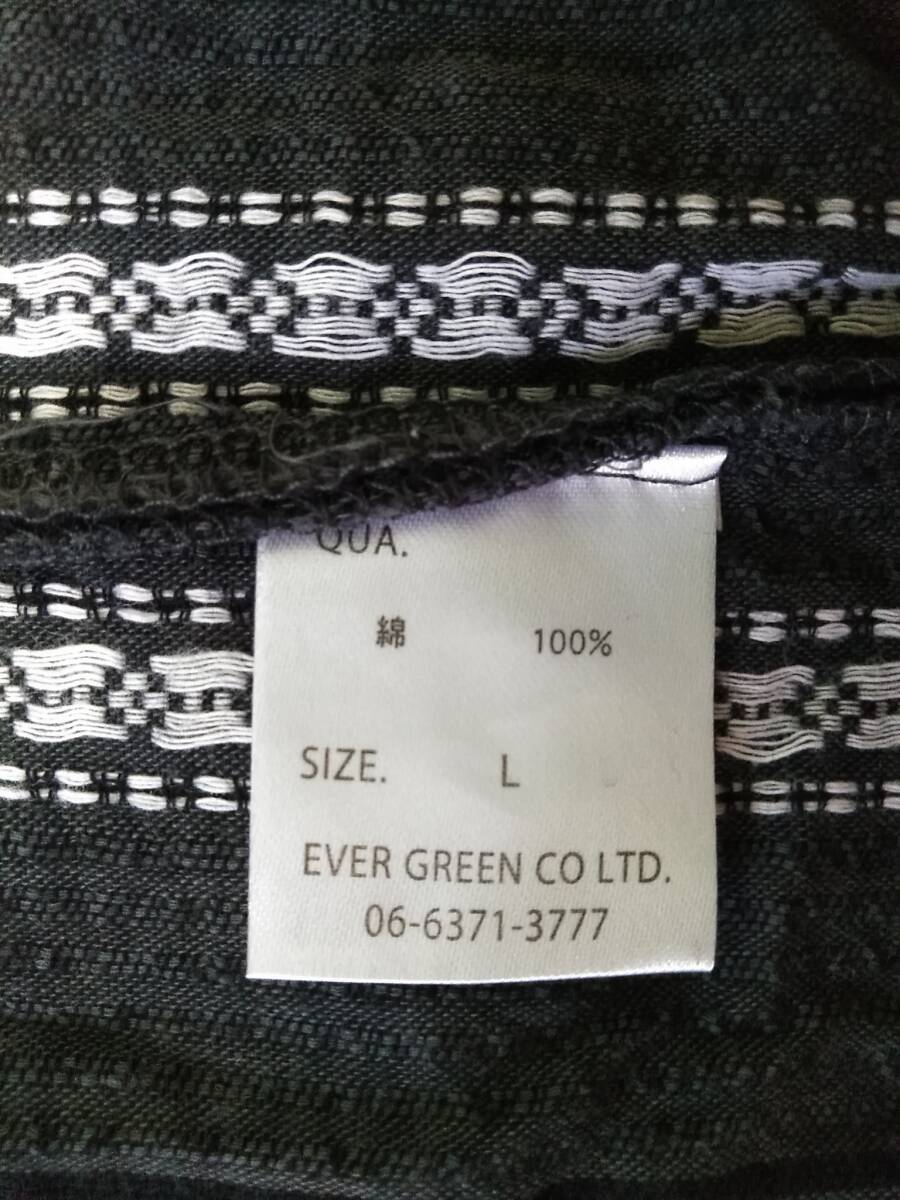 QUA.
綿 100%
SIZE. L
EVER GREEN CO LTD.
06-6371-3777